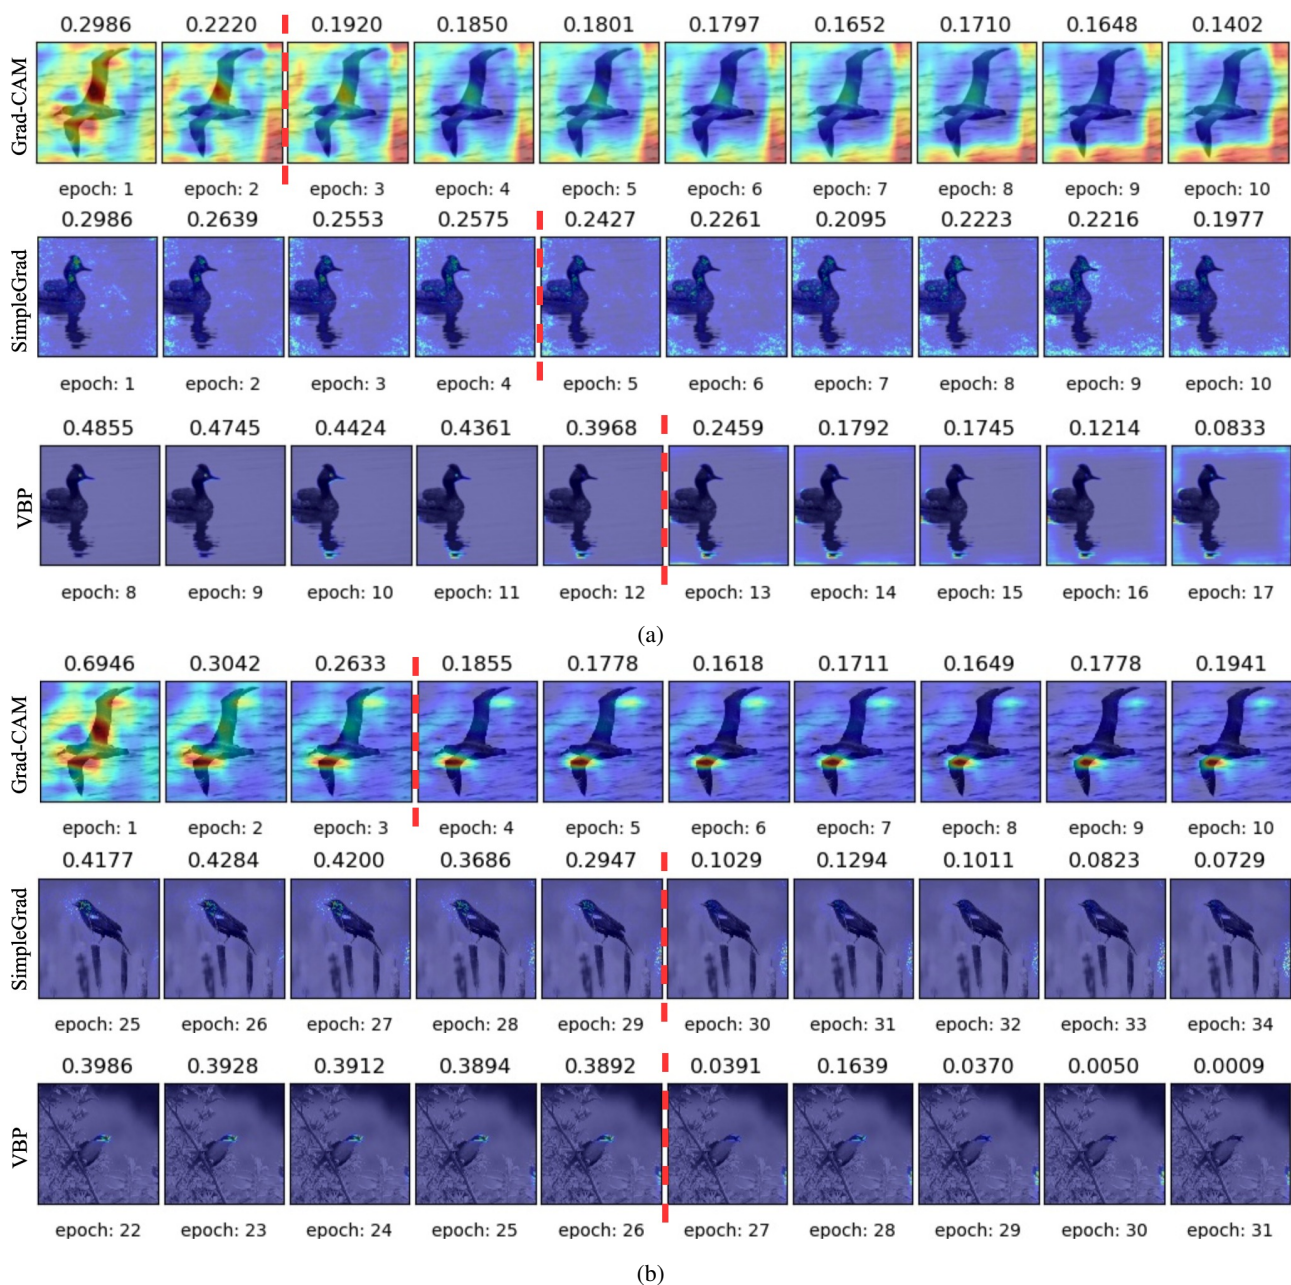 0.2986 0.2220 0.1920 0.1850 0.1801 0.1797 0.1652 0.1710 0.1648 0.1402
Grad-CAM
epoch: 1 epoch: 2 epoch: 3 epoch: 4 epoch: 5 epoch: 6 epoch: 7 epoch: 8 epoch: 9 epoch: 10
0.2986 0.2639 0.2553 0.2575 0.2427 0.2261 0.2095 0.2223 0.2216 0.1977
SimpleGrad
epoch: 1 epoch: 2 epoch: 3 epoch: 4 epoch: 5 epoch: 6 epoch: 7 epoch: 8 epoch: 9 epoch: 10
0.4855 0.4745 0.4424 0.4361 0.3968 0.2459 0.1792 0.1745 0.1214 0.0833
VBP
epoch: 8 epoch: 9 epoch: 10 epoch: 11 epoch: 12 epoch: 13 epoch: 14 epoch: 15 epoch: 16 epoch: 17
(a)
0.6946 0.3042 0.2633 0.1855 0.1778 0.1618 0.1711 0.1649 0.1778 0.1941
Grad-CAM
epoch: 1 epoch: 2 epoch: 3 epoch: 4 epoch: 5 epoch: 6 epoch: 7 epoch: 8 epoch: 9 epoch: 10
0.4177 0.4284 0.4200 0.3686 0.2947 0.1029 0.1294 0.1011 0.0823 0.0729
SimpleGrad
epoch: 25 epoch: 26 epoch: 27 epoch: 28 epoch: 29 epoch: 30 epoch: 31 epoch: 32 epoch: 33 epoch: 34
0.3986 0.3928 0.3912 0.3894 0.3892 0.0391 0.1639 0.0370 0.0050 0.0009
VBP
epoch: 22 epoch: 23 epoch: 24 epoch: 25 epoch: 26 epoch: 27 epoch: 28 epoch: 29 epoch: 30 epoch: 31
(b)